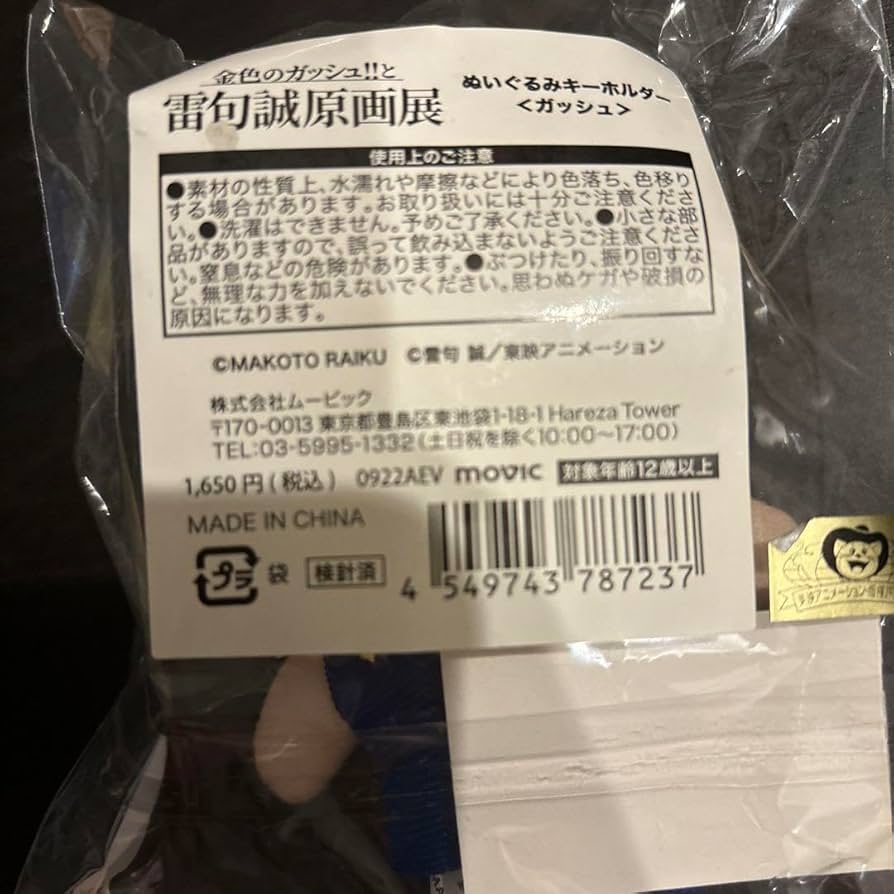 金色のガッシュ!!と
雷句誠原画展
ぬいぐるみキーホルダー
<ガッシュ>
使用上のご注意
●素材の性質上、水濡れや摩擦などにより色落ち、色移り
する場合があります。お取り扱いには十分ご注意くださ
い。●洗濯はできません。予めご了承ください。●小さな部
品がありますので、誤って飲み込まないようご注意くださ
い。窒息などの危険があります。●ぶつけたり、振り回すな
ど、無理な力を加えないでください。思わぬケガや破損の
原因になります。
©MAKOTO RAIKU ©雷句 誠/東映アニメーション
株式会社ムービック
〒170-0013 東京都豊島区東池袋1-18-1 Hareza Tower
TEL:03-5995-1332(土日祝を除く10:00〜17:00)
1,650円(税込) 0922AEV movic 対象年齢12歳以上
MADE IN CHINA
プラ 袋 検針済
4 549743 787237